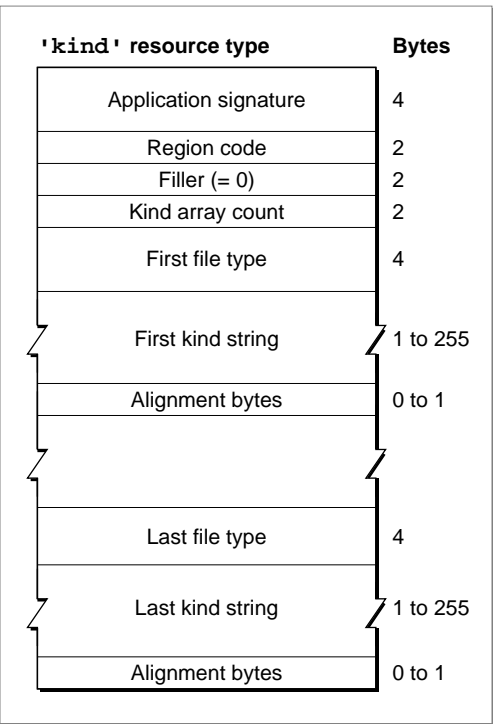 'kind' resource type Bytes
Application signature 4
Region code 2
Filler (= 0) 2
Kind array count 2
First file type 4
First kind string 1 to 255
Alignment bytes 0 to 1
Last file type 4
Last kind string 1 to 255
Alignment bytes 0 to 1